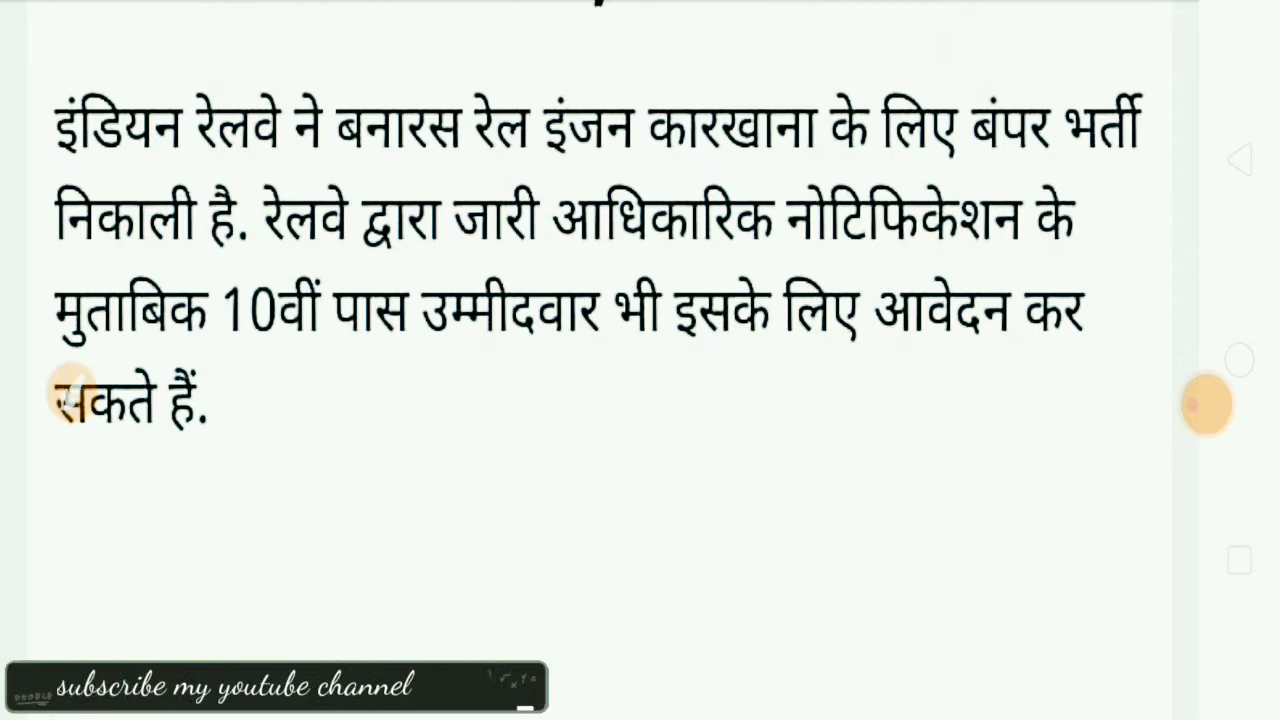 इंडियन रेलवे ने बनारस रेल इंजन कारखाना के लिए बंपर भर्ती
निकाली है. रेलवे द्वारा जारी आधिकारिक नोटिफिकेशन के
मुताबिक 10वीं पास उम्मीदवार भी इसके लिए आवेदन कर
सकते हैं.
subscribe my youtube channel